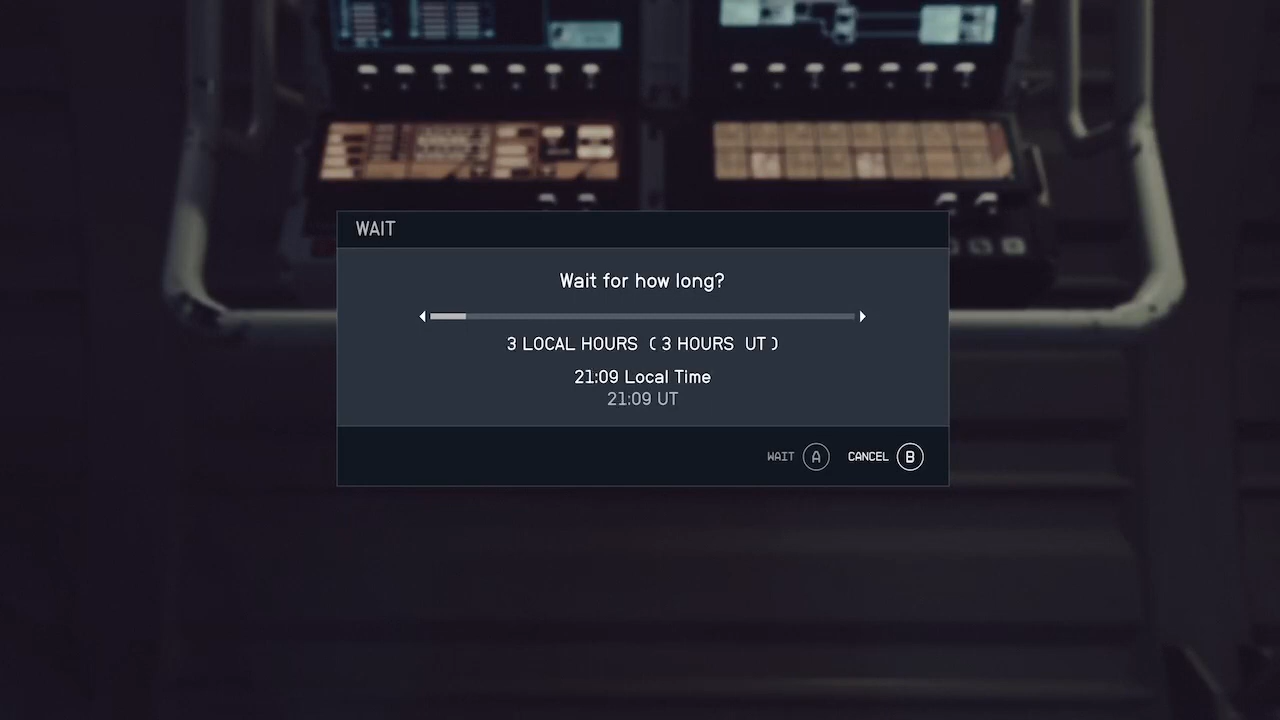 WAIT
Wait for how long?
3 LOCAL HOURS (3 HOURS UT)
21:09 Local Time
21:09 UT
WAIT A CANCEL B